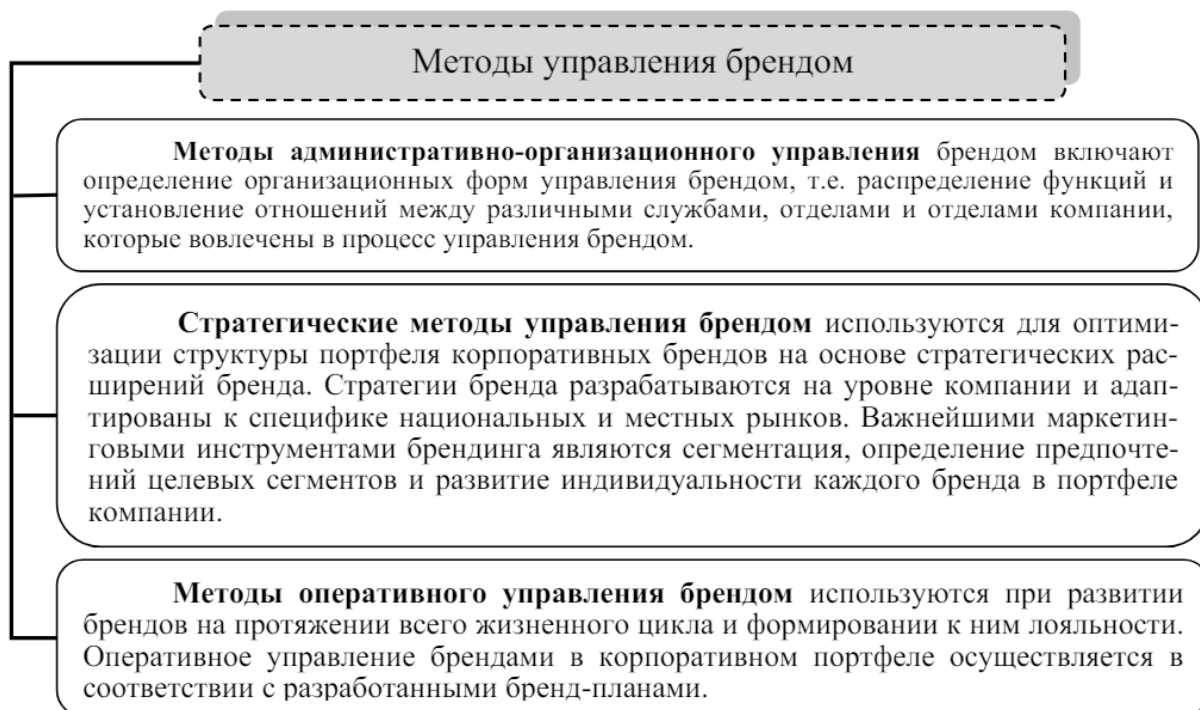 Методы управления брендом
Методы административно-организационного управления брендом включают
определение организационных форм управления брендом, т.е. распределение функций и
установление отношений между различными службами, отделами и отделами компании,
которые вовлечены в процесс управления брендом.
Стратегические методы управления брендом используются для оптими-
зации структуры портфеля корпоративных брендов на основе стратегических рас-
ширений бренда. Стратегии бренда разрабатываются на уровне компании и адап-
тированы к специфике национальных и местных рынков. Важнейшими маркетин-
говыми инструментами брендинга являются сегментация, определение предпочте-
ний целевых сегментов и развитие индивидуальности каждого бренда в портфеле
компании.
Методы оперативного управления брендом используются при развитии
брендов на протяжении всего жизненного цикла и формировании к ним лояльности.
Оперативное управление брендами в корпоративном портфеле осуществляется в
соответствии с разработанными бренд-планами.